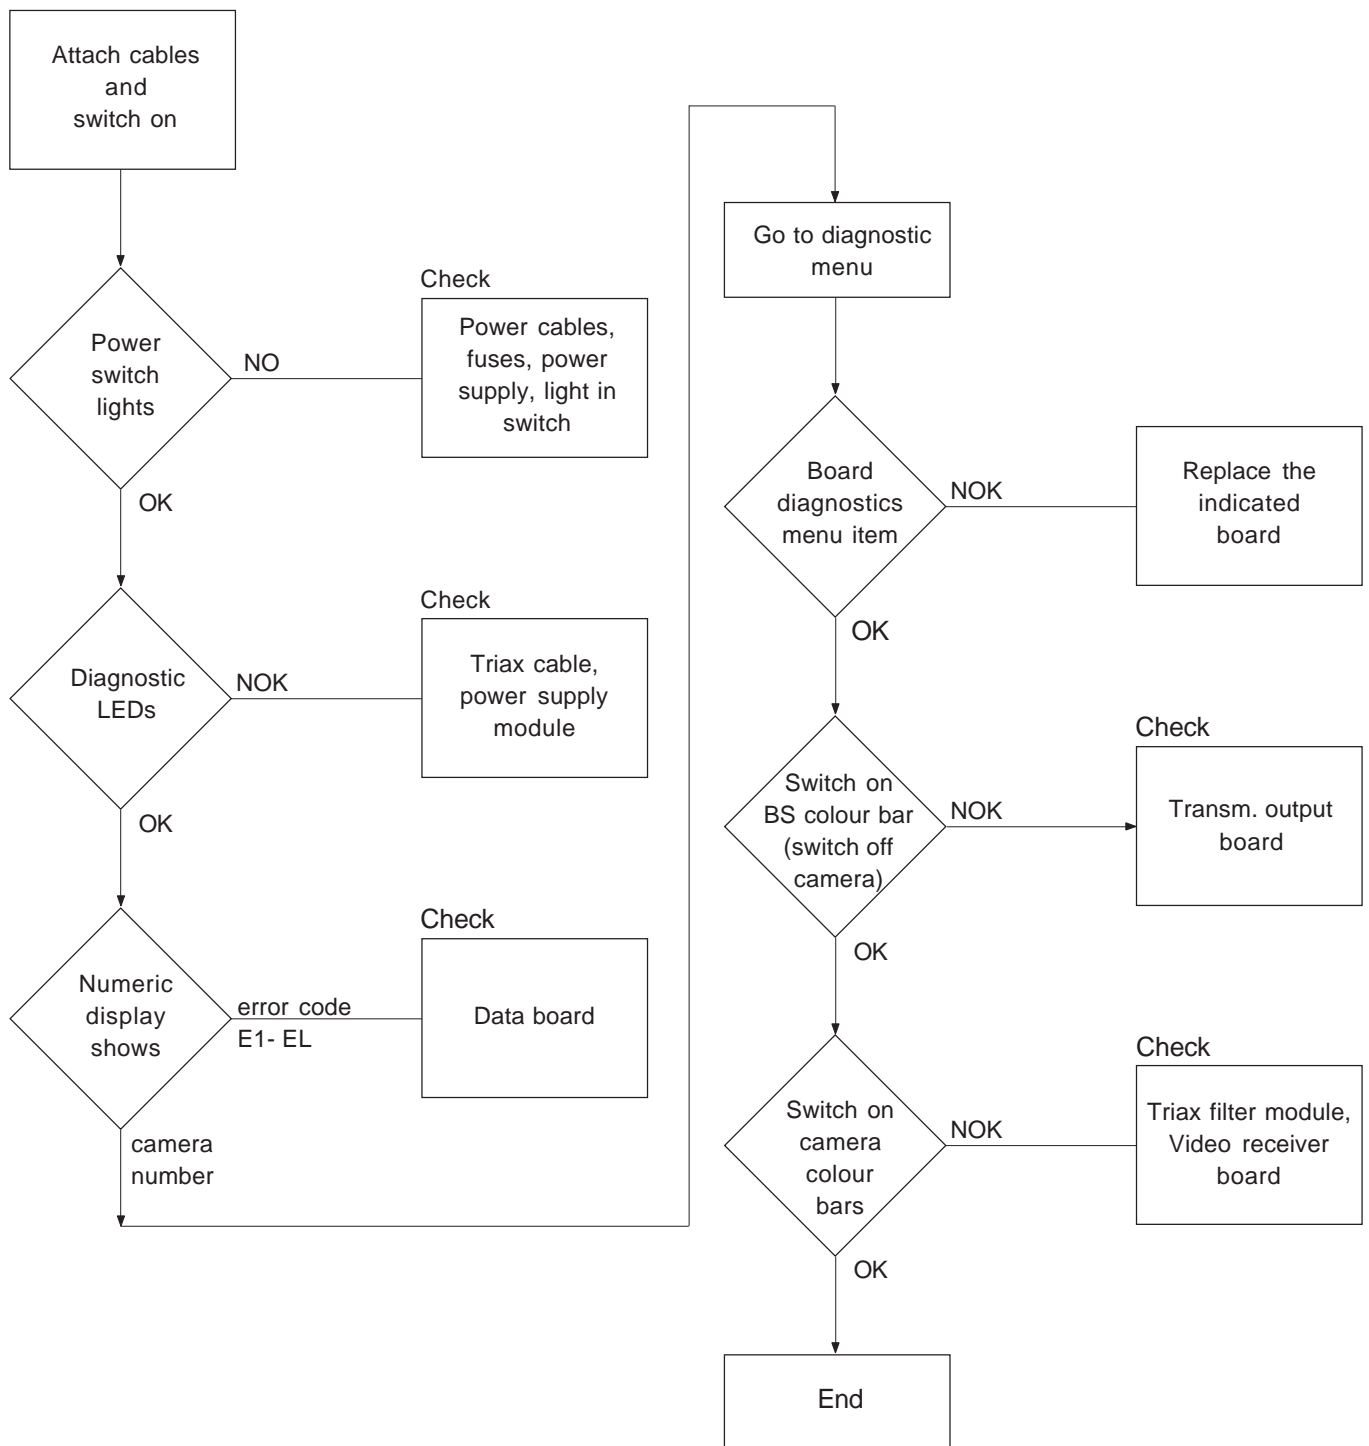 Attach cables
and
switch on
Power
switch
lights
NO
Check
Power cables,
fuses, power
supply, light in
switch
OK
Diagnostic
LEDs
NOK
Check
Triax cable,
power supply
module
OK
Numeric
display
shows
error code
E1- EL
Check
Data board
camera
number
Go to diagnostic
menu
Board
diagnostics
menu item
NOK
Replace the
indicated
board
OK
Switch on
BS colour bar
(switch off
camera)
NOK
Check
Transm. output
board
OK
Switch on
camera
colour
bars
NOK
Check
Triax filter module,
Video receiver
board
OK
End